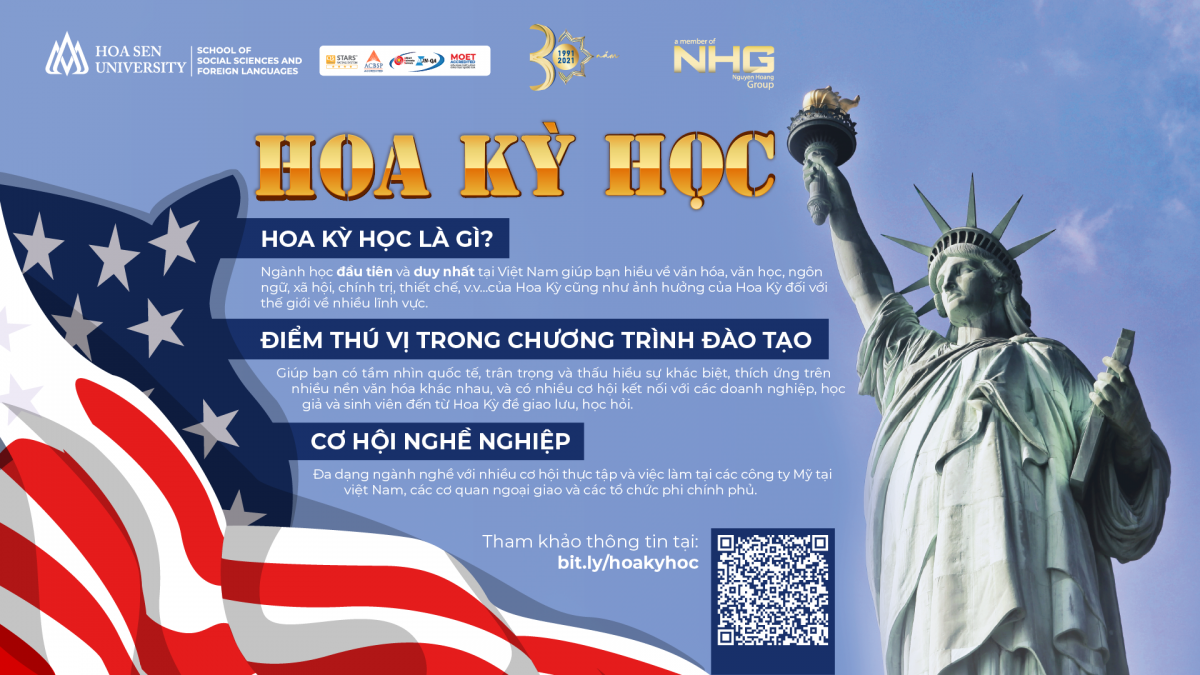 HOA SEN
UNIVERSITY
SCHOOL OF
SOCIAL SCIENCES AND
FOREIGN LANGUAGES
STARS
ACBSP
MOET
ACCREDITED
1991
2021
năm
a member of
NHG
Nguyen Hoang
Group
HOA KỲ HỌC
HOA KỲ HỌC LÀ GÌ?
Ngành học đầu tiên và duy nhất tại Việt Nam giúp bạn hiểu về văn hóa, văn học, ngôn
ngữ, xã hội, chính trị, thiết chế, v.v...của Hoa Kỳ cũng như ảnh hưởng của Hoa Kỳ đối với
thế giới về nhiều lĩnh vực.
ĐIỂM THÚ VỊ TRONG CHƯƠNG TRÌNH ĐÀO TẠO
Giúp bạn có tầm nhìn quốc tế, trân trọng và thấu hiểu sự khác biệt, thích ứng trên
nhiều nền văn hóa khác nhau, và có nhiều cơ hội kết nối với các doanh nghiệp, học
giả và sinh viên đến từ Hoa Kỳ để giao lưu, học hỏi.
CƠ HỘI NGHỀ NGHIỆP
Đa dạng ngành nghề với nhiều cơ hội thực tập và việc làm tại các công ty Mỹ tại
việt Nam, các cơ quan ngoại giao và các tổ chức phi chính phủ.
Tham khảo thông tin tại:
bit.ly/hoakyhoc